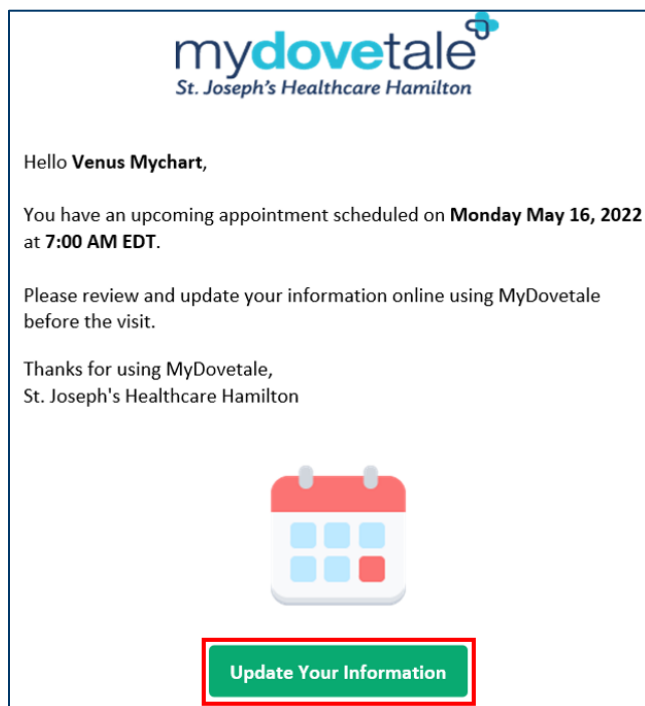 mydovetale
St. Joseph's Healthcare Hamilton
Hello Venus Mychart,
You have an upcoming appointment scheduled on Monday May 16, 2022
at 7:00 AM EDT.
Please review and update your information online using MyDovetale
before the visit.
Thanks for using MyDovetale,
St. Joseph's Healthcare Hamilton
Update Your Information